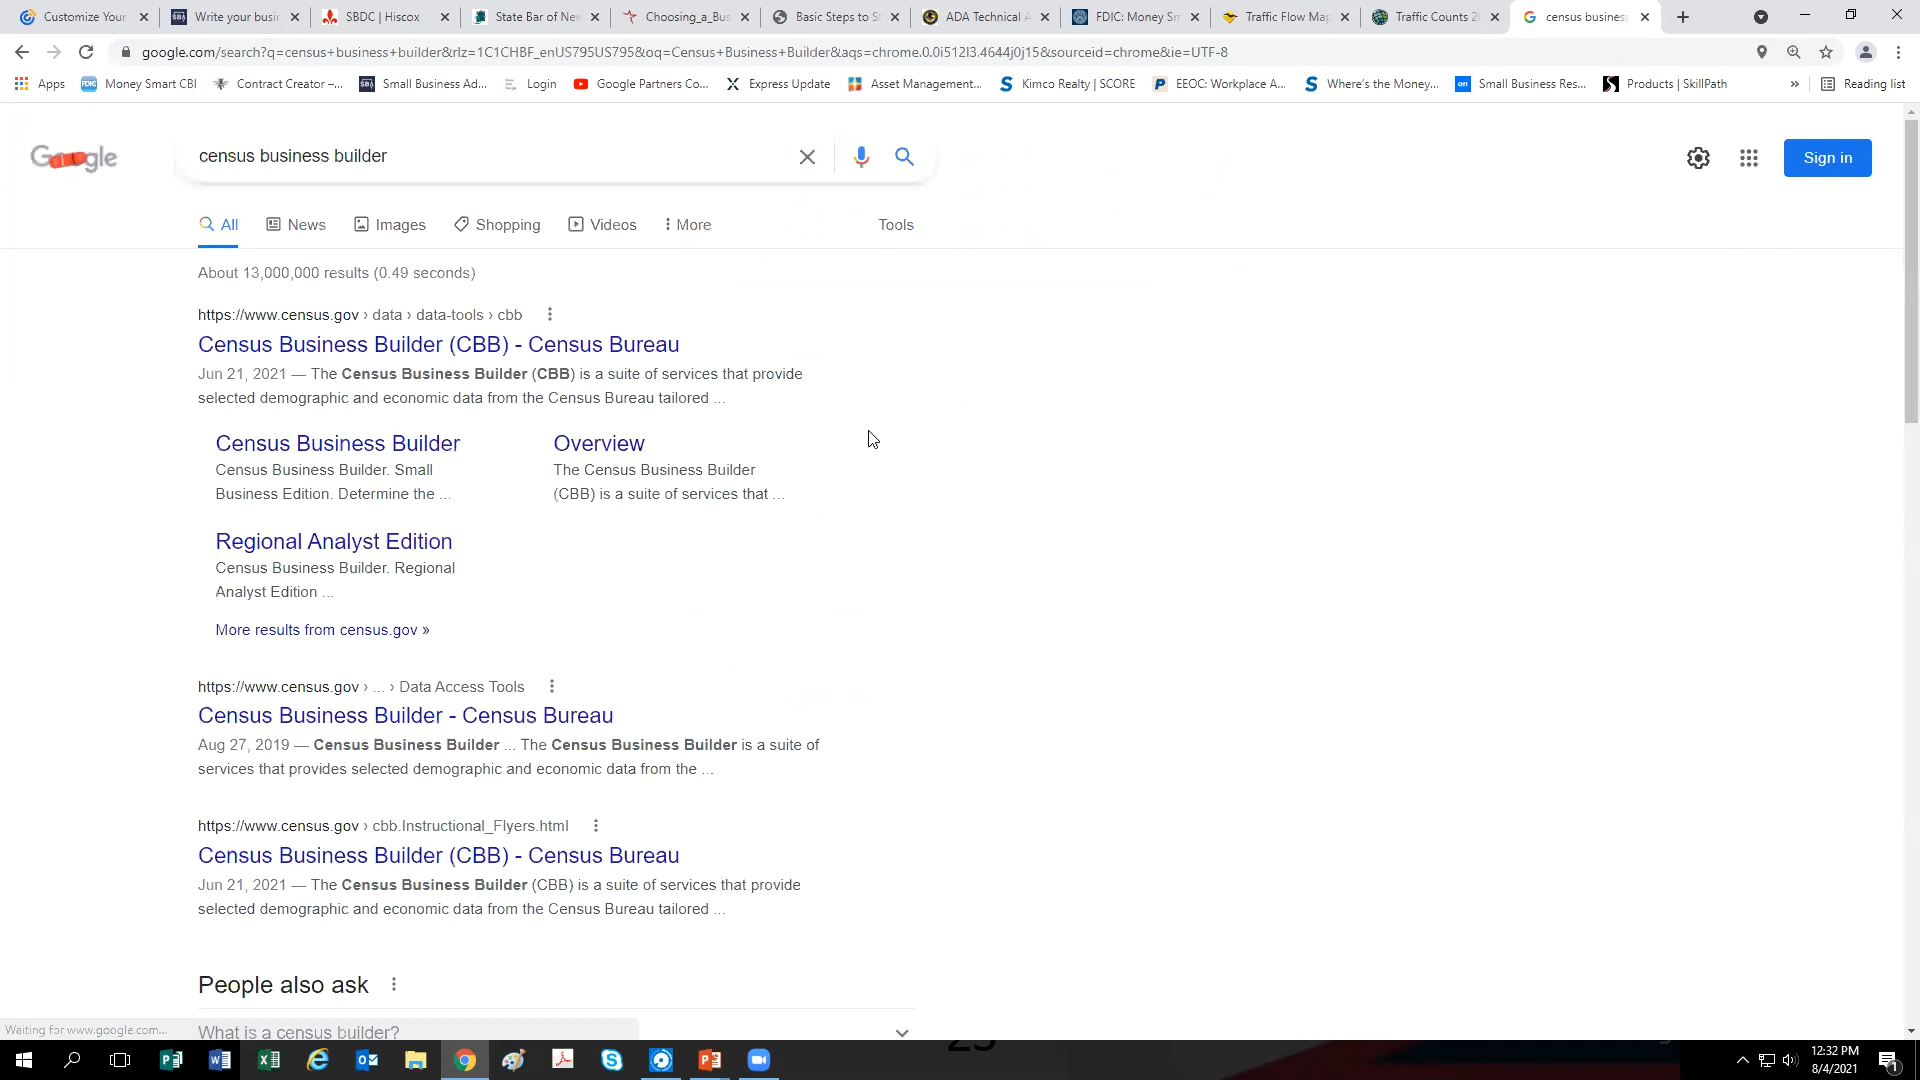 Customize Your
Write your busin
SBDC | Hiscox
State Bar of New
Choosing_a_Bus
Basic Steps to St
ADA Technical A
FDIC: Money Sm
Traffic Flow Map
Traffic Counts 20
census business
google.com/search?q=census+business+builder&rlz=1C1CHBF_enUS795US795&oq=Census+Business+Builder&aqs=chrome.0.0i512l3.4644j0j15&sourceid=chrome&ie=UTF-8
Apps
Money Smart CBI
Contract Creator –...
Small Business Ad...
Login
Google Partners Co...
Express Update
Asset Management...
Kimco Realty | SCORE
EEOC: Workplace A...
Where's the Money...
Small Business Res...
Products | SkillPath
»
Reading list
Google
census business builder
Sign in
All
News
Images
Shopping
Videos
More
Tools
About 13,000,000 results (0.49 seconds)
https://www.census.gov › data › data-tools › cbb
Census Business Builder (CBB) - Census Bureau
Jun 21, 2021 — The Census Business Builder (CBB) is a suite of services that provide
selected demographic and economic data from the Census Bureau tailored ...
Census Business Builder
Census Business Builder. Small
Business Edition. Determine the ...
Overview
The Census Business Builder
(CBB) is a suite of services that ...
Regional Analyst Edition
Census Business Builder. Regional
Analyst Edition ...
More results from census.gov »
https://www.census.gov › ... › Data Access Tools
Census Business Builder - Census Bureau
Aug 27, 2019 — Census Business Builder ... The Census Business Builder is a suite of
services that provides selected demographic and economic data from the ...
https://www.census.gov › cbb.Instructional_Flyers.html
Census Business Builder (CBB) - Census Bureau
Jun 21, 2021 — The Census Business Builder (CBB) is a suite of services that provide
selected demographic and economic data from the Census Bureau tailored ...
People also ask
What is a census builder?
Waiting for www.google.com...
12:32 PM
8/4/2021